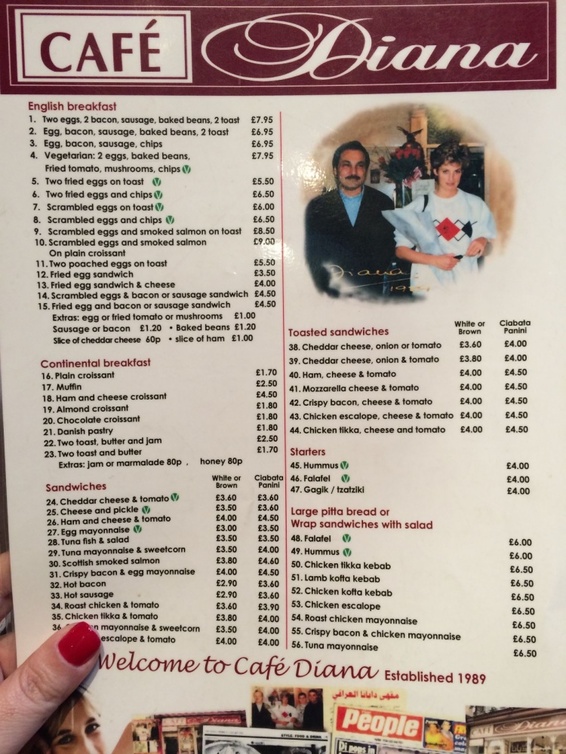 CAFÉ Diana
English breakfast
1. Two eggs, 2 bacon, sausage, baked beans, 2 toast £7.95
2. Egg, bacon, sausage, baked beans, 2 toast £6.95
3. Egg, bacon, sausage, chips £6.95
4. Vegetarian: 2 eggs, baked beans, £7.95
Fried tomato, mushrooms, chips V
5. Two fried eggs on toast V £5.50
6. Two fried eggs and chips V £6.50
7. Scrambled eggs on toast V £6.00
8. Scrambled eggs and chips V £6.50
9. Scrambled eggs and smoked salmon on toast £8.50
10. Scrambled eggs and smoked salmon £9.00
On plain croissant
11. Two poached eggs on toast £5.50
12. Fried egg sandwich £3.50
13. Fried egg sandwich & cheese £4.00
14. Scrambled eggs & bacon or sausage sandwich £4.50
15. Fried egg and bacon or sausage sandwich £4.50
Extras: egg or fried tomato or mushrooms £1.00
Sausage or bacon £1.20 • Baked beans £1.20
Slice of cheddar cheese 60p • slice of ham £1.00
Continental breakfast
16. Plain croissant £1.70
17. Muffin £2.50
18. Ham and cheese croissant £4.50
19. Almond croissant £1.80
20. Chocolate croissant £1.80
21. Danish pastry £1.80
22. Two toast, butter and jam £2.50
23. Two toast and butter £1.70
Extras: jam or marmalade 80p . honey 80p
Sandwiches White or Brown Ciabata Panini
24. Cheddar cheese & tomato V £3.60 £3.60
25. Cheese and pickle V £3.50 £3.60
26. Ham and cheese & tomato £4.00 £4.50
27. Egg mayonnaise V £3.00 £3.50
28. Tuna fish & salad £3.50 £3.50
29. Tuna mayonnaise & sweetcorn £3.50 £4.00
30. Scottish smoked salmon £3.80 £4.60
31. Crispy bacon & egg mayonnaise £4.00 £4.50
32. Hot bacon £2.90 £3.60
33. Hot sausage £2.90 £3.60
34. Roast chicken & tomato £3.60 £3.90
35. Chicken tikka & tomato £3.80 £4.00
36. mayonnaise & sweetcorn £3.50 £4.00
escalope & tomato £4.00 £4.00
Diana
Toasted sandwiches White or Brown Ciabata Panini
38. Cheddar cheese, onion or tomato £3.60 £4.00
39. Cheddar cheese, onion & tomato £3.80 £4.00
40. Ham, cheese & tomato £4.00 £4.50
41. Mozzarella cheese & tomato £4.00 £4.50
42. Crispy bacon, cheese & tomato £4.00 £4.50
43. Chicken escalope, cheese & tomato £4.00 £4.50
44. Chicken tikka, cheese and tomato £4.00 £4.50
Starters
45. Hummus V £4.00
46. Falafel V £4.00
47. Gagik / tzatziki £4.00
Large pitta bread or
Wrap sandwiches with salad
48. Falafel V £6.00
49. Hummus V £6.00
50. Chicken tikka kebab £6.50
51. Lamb kofta kebab £6.50
52. Chicken kofta kebab £6.50
53. Chicken escalope £6.50
54. Roast chicken mayonnaise £6.50
55. Crispy bacon & chicken mayonnaise £6.50
56. Tuna mayonnaise £6.50
Welcome to Café Diana Established 1989
مقهى دايانا العراقي
CAFÉ Diana
People